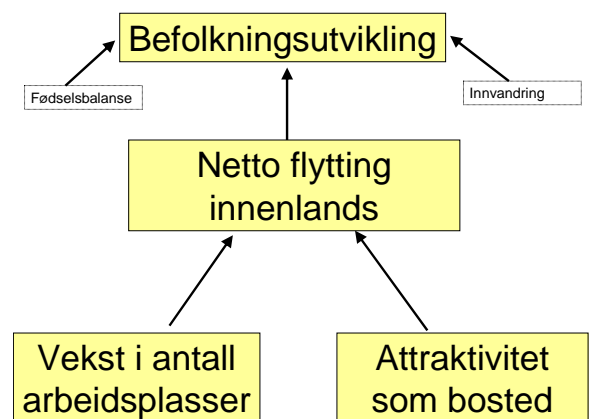 Befolkningsutvikling
Fødselsbalanse
Innvandring
Netto flytting
innenlands
Vekst i antall
arbeidsplasser
Attraktivitet
som bosted